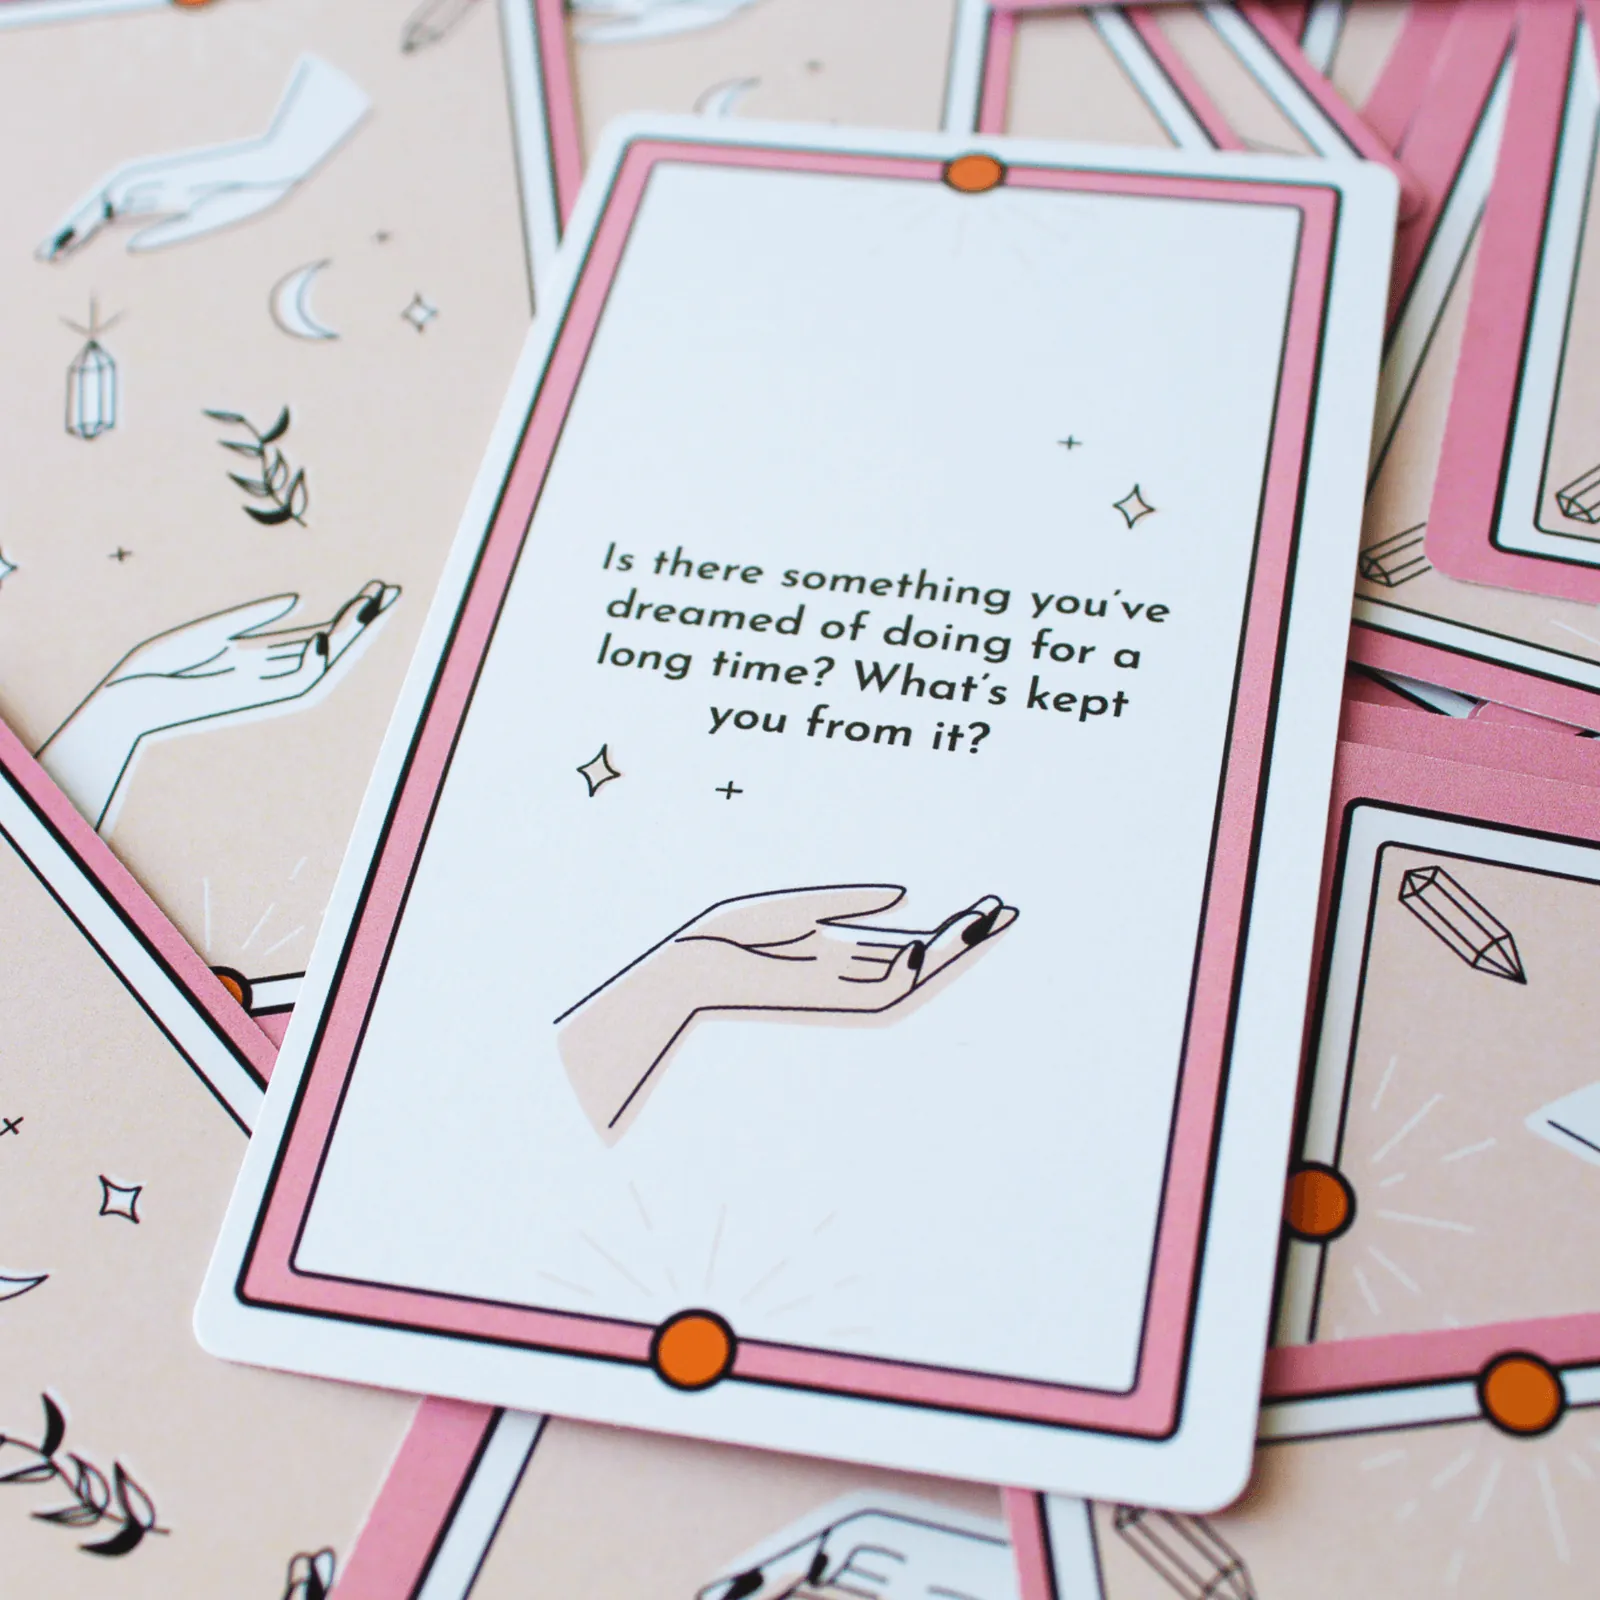 Is there something you've
dreamed of doing for a
long time? What's kept
you from it?